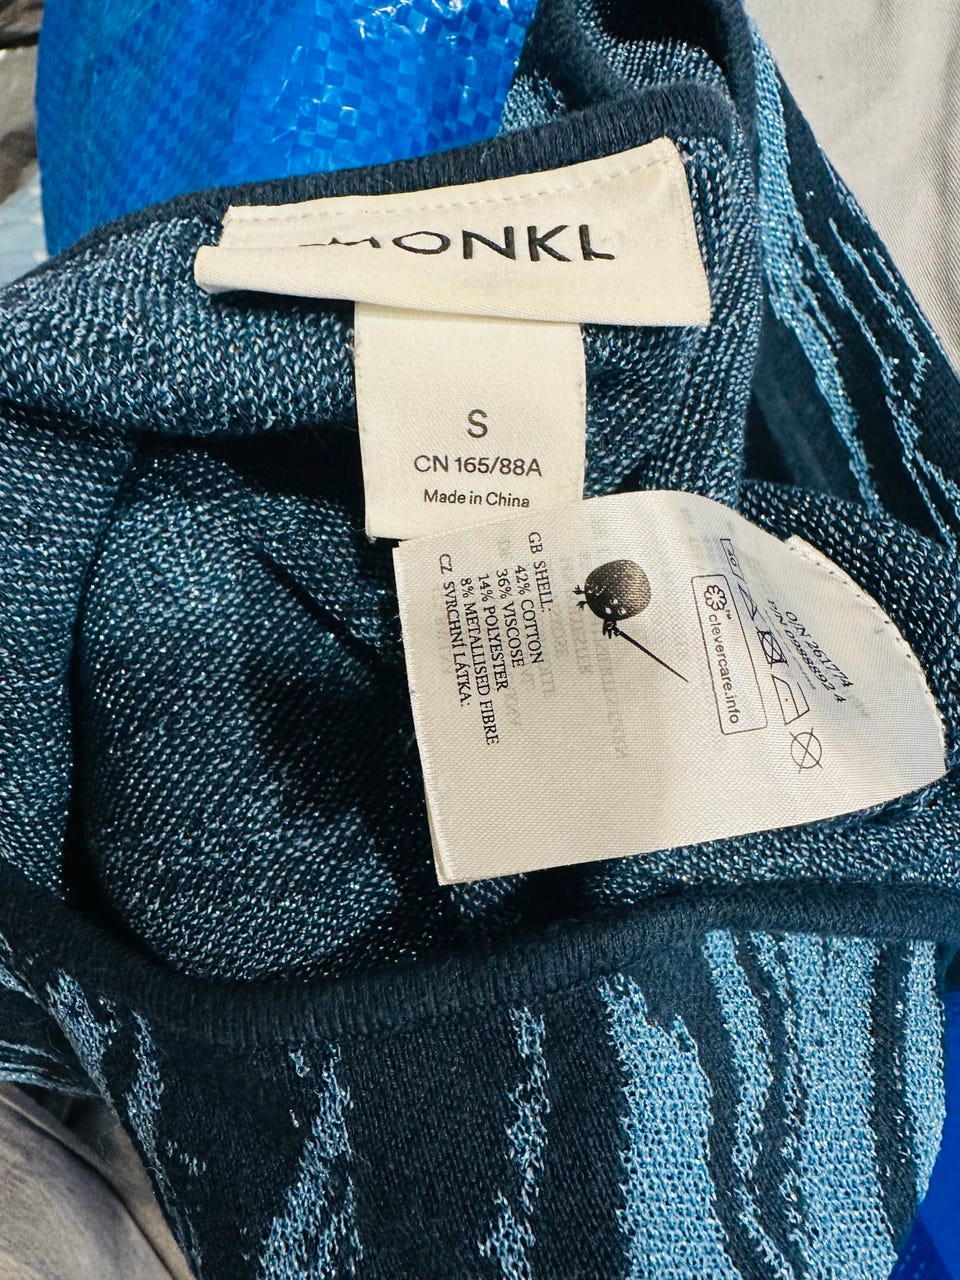 MONKI
S
CN 165/88A
Made in China
GB SHELL:
42% COTTON
36% VISCOSE
14% POLYESTER
8% METALLISED FIBRE
CZ SVRCHNÍ LÁTKA:
clevercare.info
O/N 261774